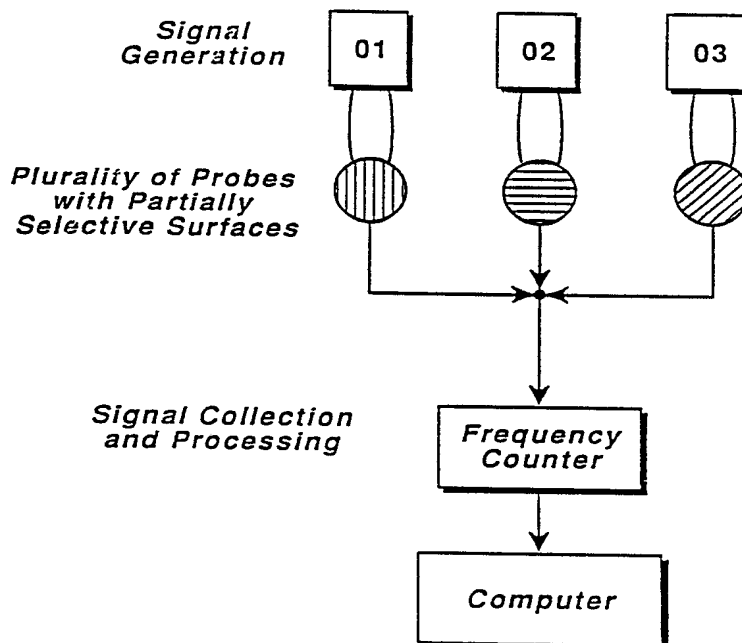 Signal
Generation
01
02
03
Plurality of Probes
with Partially
Selective Surfaces
Signal Collection
and Processing
Frequency
Counter
Computer